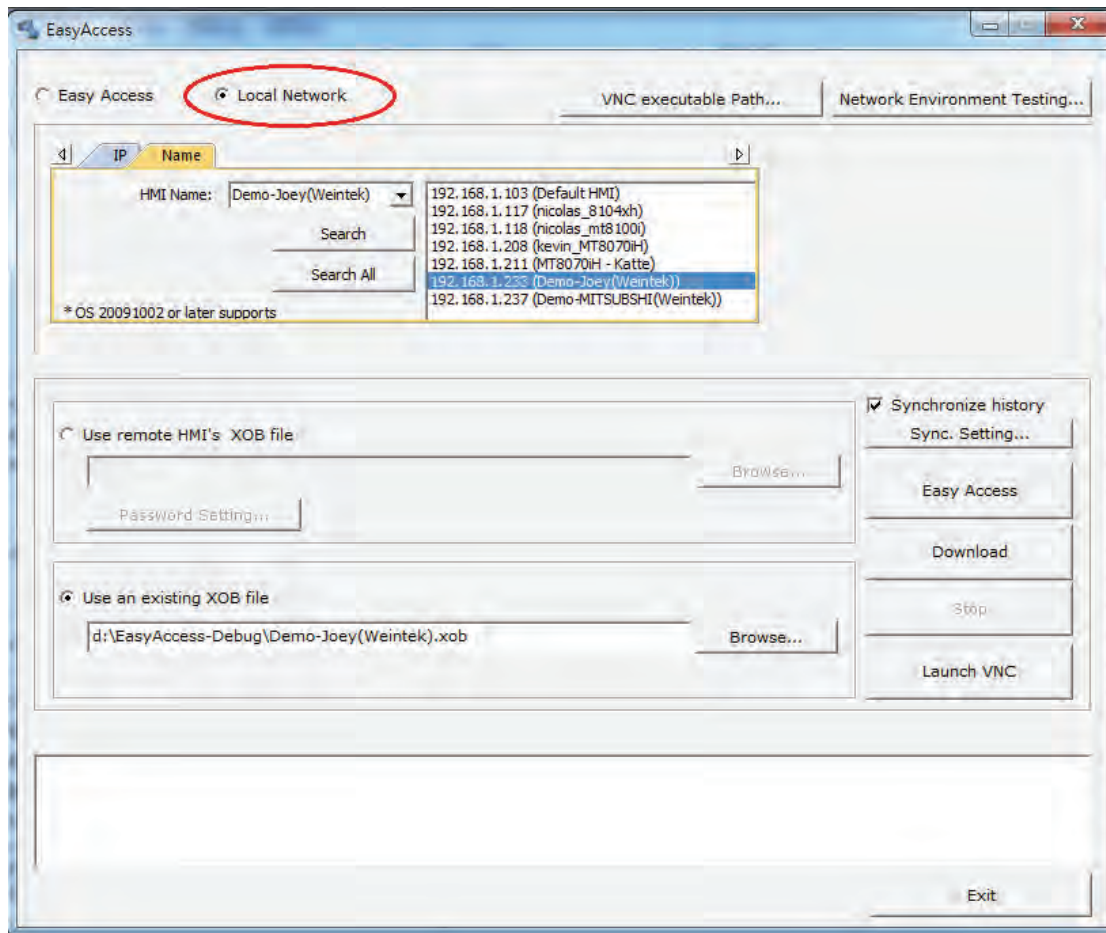 EasyAccess
Easy Access
Local Network
VNC executable Path...
Network Environment Testing...
IP
Name
HMI Name:
Demo-Joey(Weintek)
Search
Search All
* OS 20091002 or later supports
192.168.1.103 (Default HMI)
192.168.1.117 (nicolas_8104xh)
192.168.1.118 (nicolas_mt8100i)
192.168.1.208 (kevin_MT8070iH)
192.168.1.211 (MT8070iH - Katte)
192.168.1.233 (Demo-Joey(Weintek))
192.168.1.237 (Demo-MITSUBSHI(Weintek))
Use remote HMI's XOB file
Browse...
Password Setting...
Use an existing XOB file
d:\EasyAccess-Debug\Demo-Joey(Weintek).xob
Browse...
Synchronize history
Sync. Setting...
Easy Access
Download
Stop
Launch VNC
Exit